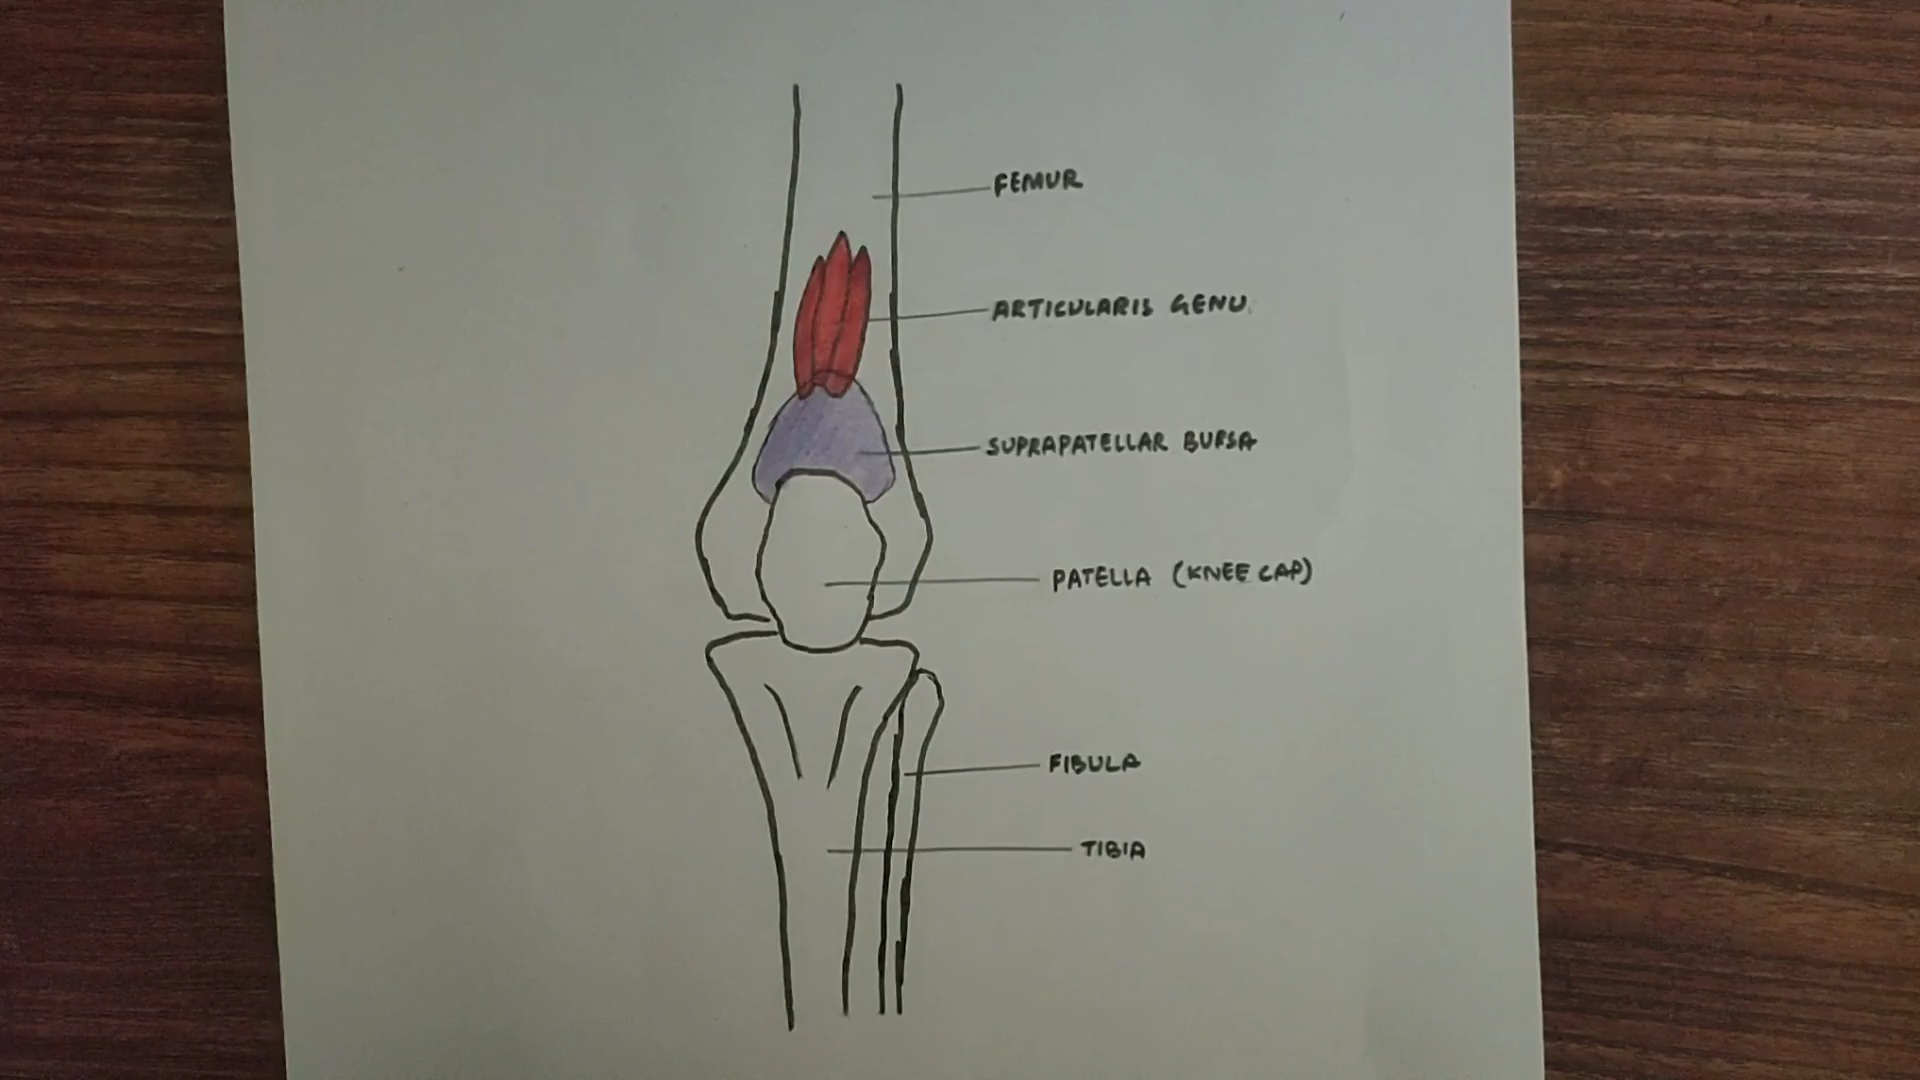 FEMUR
ARTICULARIS GENU
SUPRAPATELLAR BURSA
PATELLA (KNEE CAP)
FIBULA
TIBIA